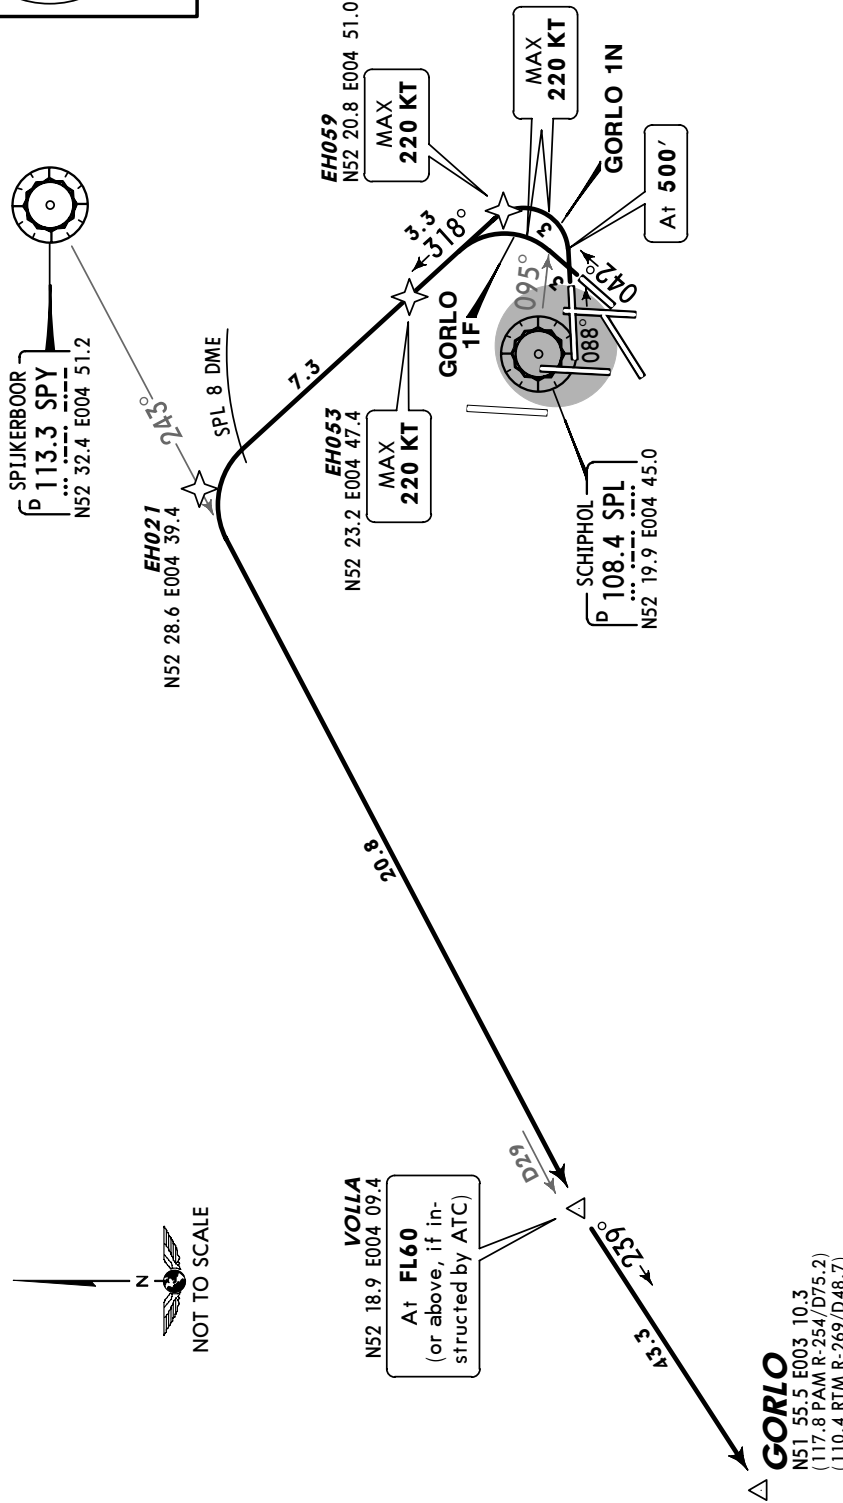 SPIJKERBOOR
D
113.3 SPY
N52 32.4 E004 51.2
243°
EH021
N52 28.6 E004 39.4
SPL 8 DME
7.3
EH059
N52 20.8 E004 51.0
MAX
220 KT
3.3
318°
EH053
N52 23.2 E004 47.4
MAX
220 KT
MAX
220 KT
GORLO 1N
GORLO
1F
At 500'
3
3
095°
042°
088°
SCHIPHOL
D
108.4 SPL
N52 19.9 E004 45.0
20.8
D29
VOLLA
N52 18.9 E004 09.4
At FL60
(or above, if in-
structed by ATC)
N
NOT TO SCALE
239°
43.3
GORLO
N51 55.5 E003 10.3
(117.8 PAM R-254/D75.2)
(110.4 RTM R-269/D48.7)